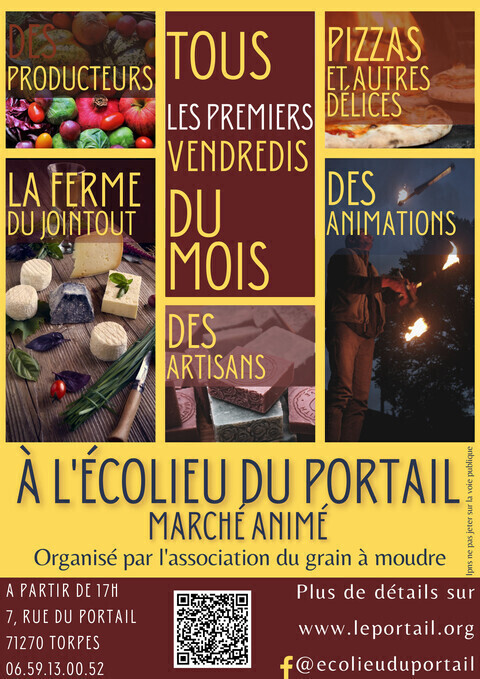 DES
PRODUCTEURS
TOUS
LES PREMIERS
VENDREDIS
DU
MOIS
PIZZAS
ET AUTRES
DÉLICES
LA FERME
DU JOINTOUT
DES
ANIMATIONS
DES
ARTISANS
À L'ÉCOLIEU DU PORTAIL
MARCHÉ ANIMÉ
Organisé par l'association du grain à moudre
Ipns ne pas jeter sur la voie publique
A PARTIR DE 17H
7, RUE DU PORTAIL
71270 TORPES
06.59.13.00.52
Plus de détails sur
www.leportail.org
@ecolieuduportail